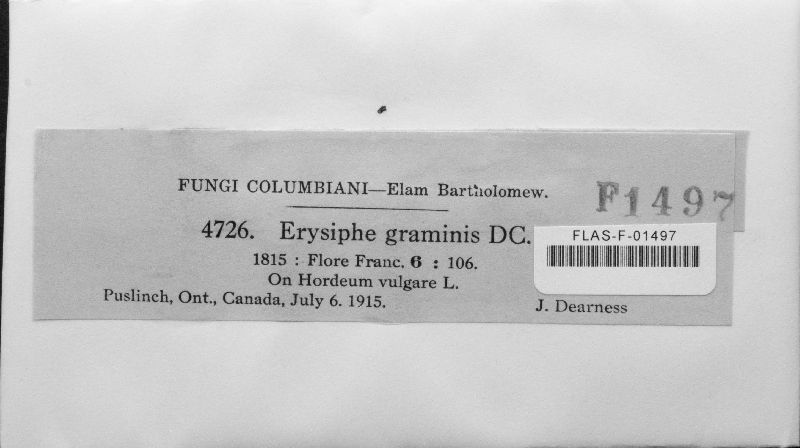 FUNGI COLUMBIANI—Elam Bartholomew.
F1497
4726. Erysiphe graminis DC.
FLAS-F-01497
1815 : Flore Franc. 6 : 106.
On Hordeum vulgare L.
Puslinch, Ont., Canada, July 6. 1915.
J. Dearness